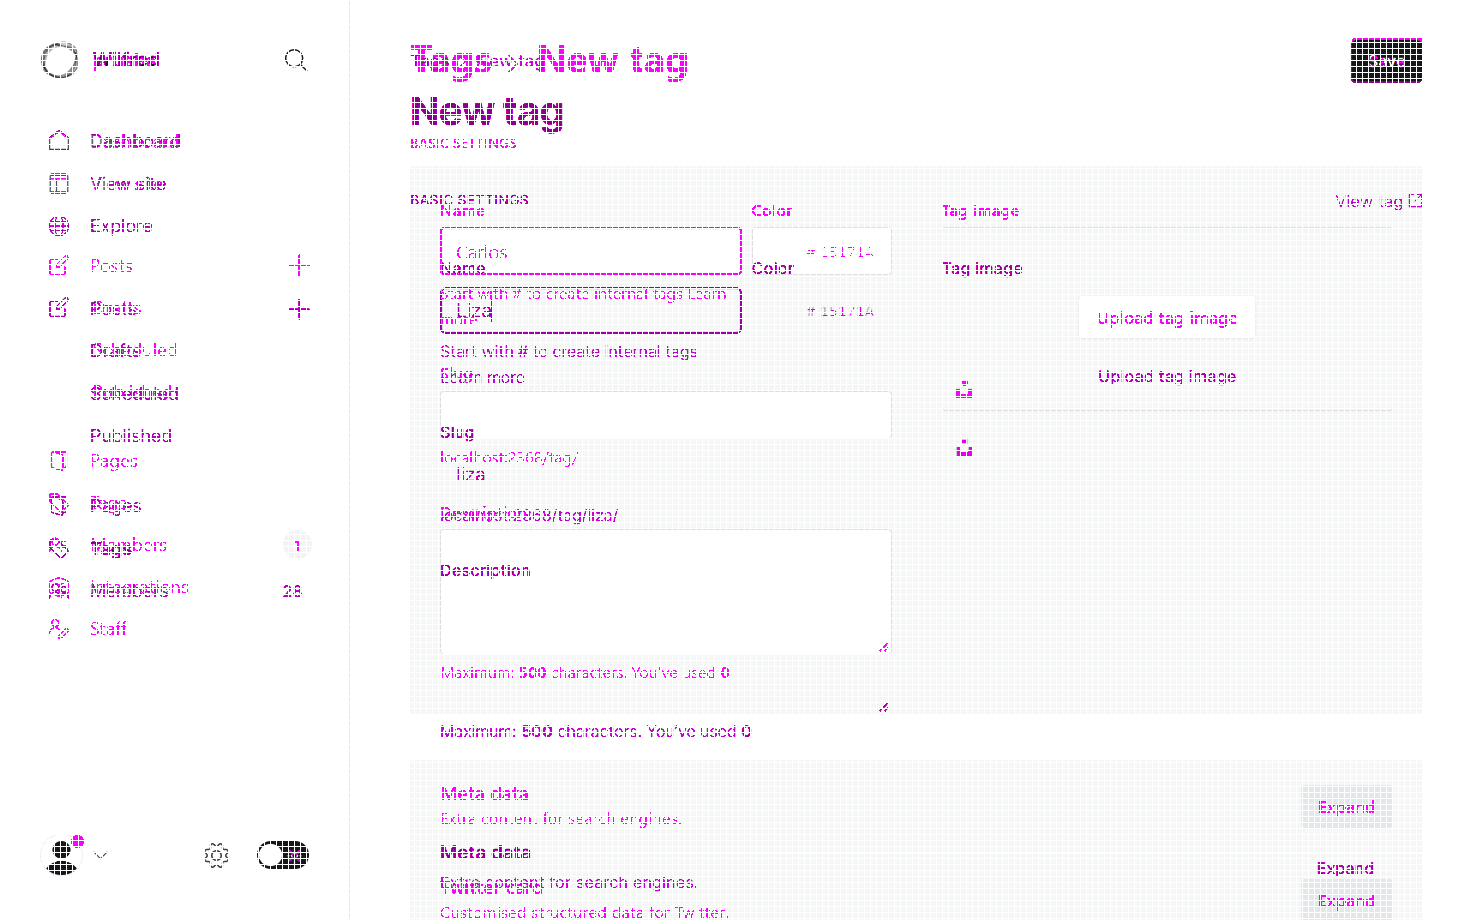 Tags > New tag
Save
New tag
BASIC SETTINGS
Dashboard
View site
BASIC SETTINGS
View tag
Name
Color
Tag image
Explore
Carlos
# 15171A
Posts
Name
Color
Tag image
Start with # to create internal tags Learn
more
Posts
Liza
# 15171A
Upload tag image
Start with # to create internal tags
Learn more
Scheduled
Upload tag image
Slug
Published
localhost:2368/tag/
Pages
liza
Pages
localhost:2368/tag/liza/
Members
1
Tags
Description
Integrations
Members
28
Staff
Maximum: 500 characters. You've used 0
Maximum: 500 characters. You've used 0
Meta data
Extra content for search engines.
Expand
Meta data
Extra content for search engines.
Expand
Twitter card
Expand
Customised structured data for Twitter.